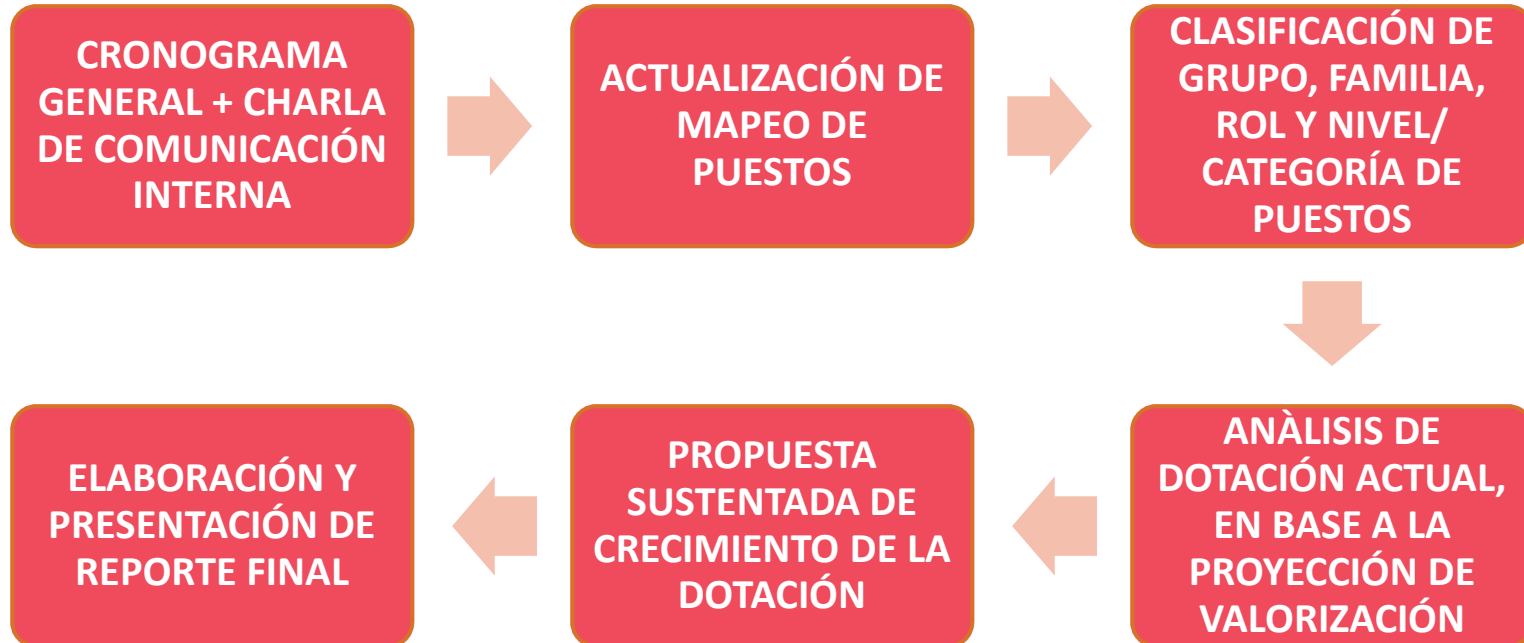 CRONOGRAMA
GENERAL + CHARLA
DE COMUNICACIÓN
INTERNA
ACTUALIZACIÓN DE
MAPEO DE
PUESTOS
CLASIFICACIÓN DE
GRUPO, FAMILIA,
ROL Y NIVEL/
CATEGORÍA DE
PUESTOS
ANÀLISIS DE
DOTACIÓN ACTUAL,
EN BASE A LA
PROYECCIÓN DE
VALORIZACIÓN
PROPUESTA
SUSTENTADA DE
CRECIMIENTO DE LA
DOTACIÓN
ELABORACIÓN Y
PRESENTACIÓN DE
REPORTE FINAL